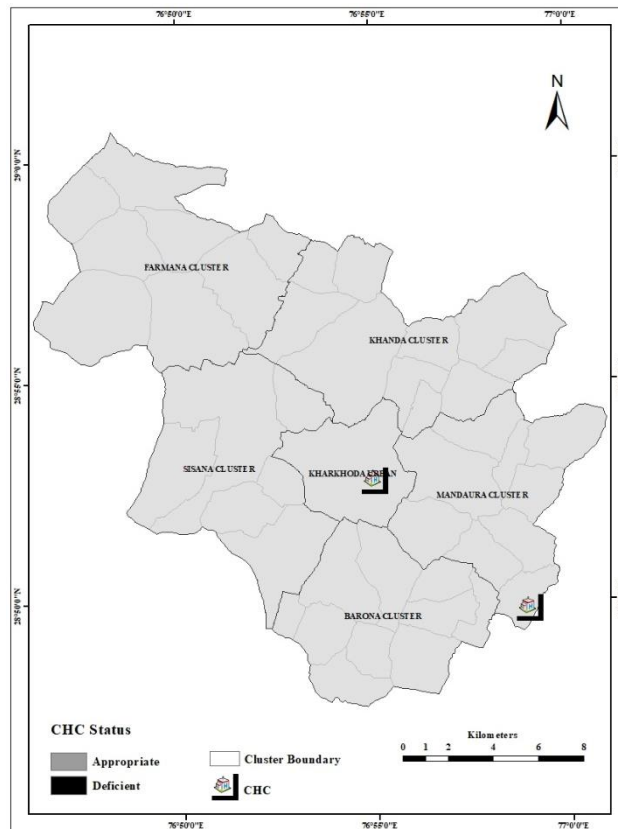 76°50'0"E 76°55'0"E 77°0'0"E
N
29°0'0"N
FARMANA CLUSTER
KHANDA CLUSTER
28°55'0"N
SISANA CLUSTER
KHARKHODA URBAN
MANDAURA CLUSTER
28°50'0"N
BARONA CLUSTER
CHC Status
Appropriate
Deficient
Cluster Boundary
CHC
Kilometers
0 1 2 4 6 8
76°50'0"E 76°55'0"E 77°0'0"E